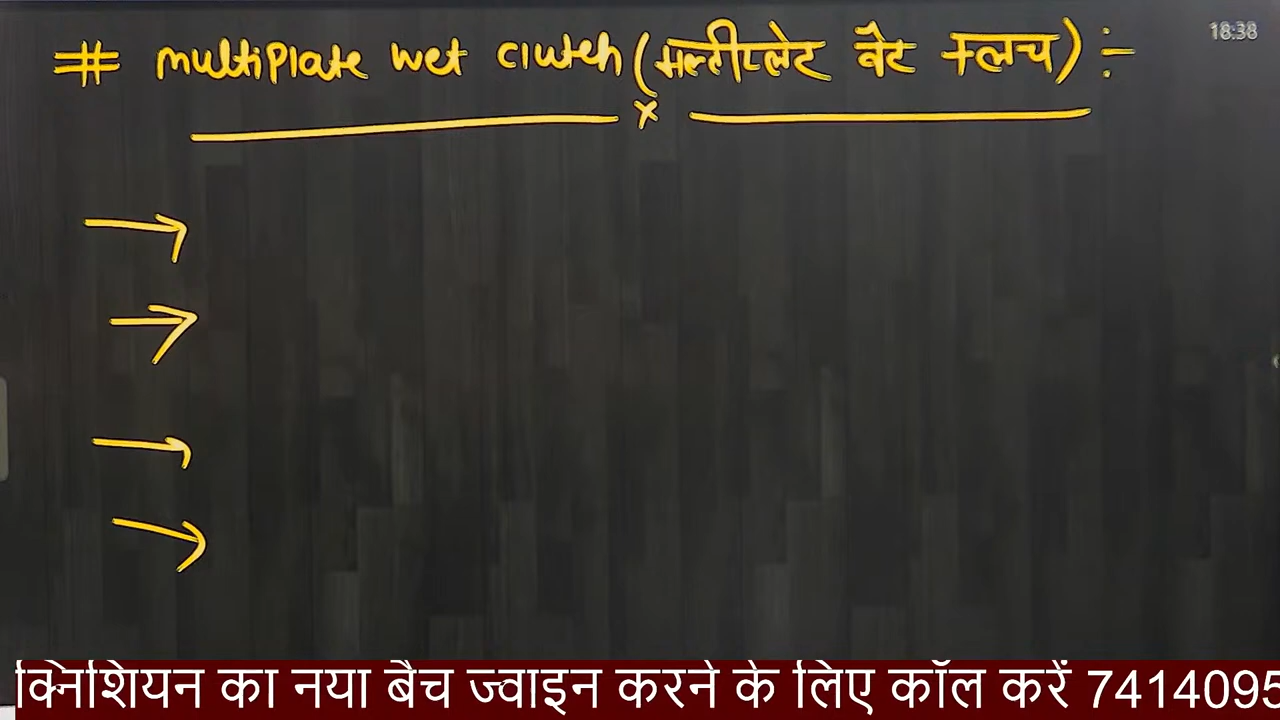 # multiplate wet clutch (मल्टीप्लेट वेट क्लच) :-
18:38
क्निशियन का नया बैच ज्वाइन करने के लिए कॉल करें 7414095